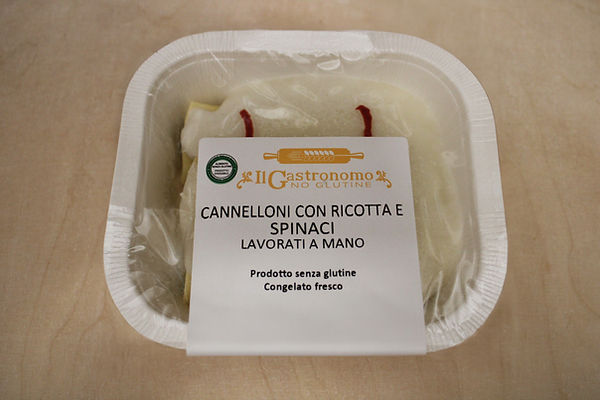 Il Gastronomo
NO GLUTINE
CANNELLONI CON RICOTTA E
SPINACI
LAVORATI A MANO
Prodotto senza glutine
Congelato fresco